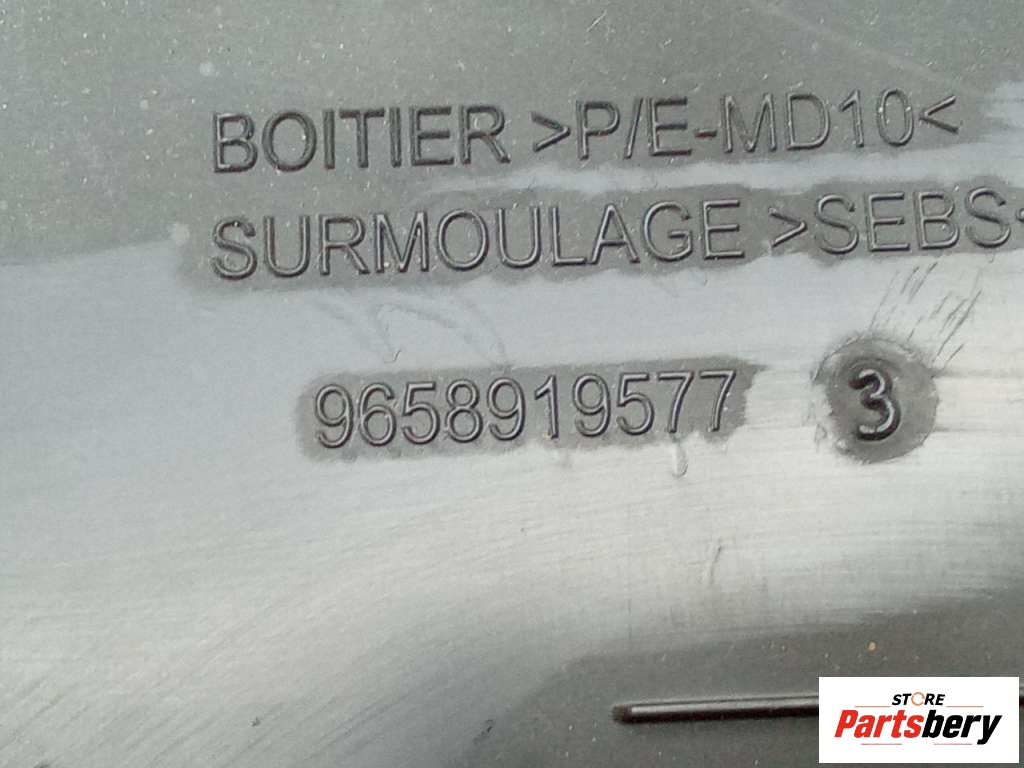 BOITIER >P/E-MD10<
SURMOULAGE >SEBS<
9658919577 3
STORE
Partsbery